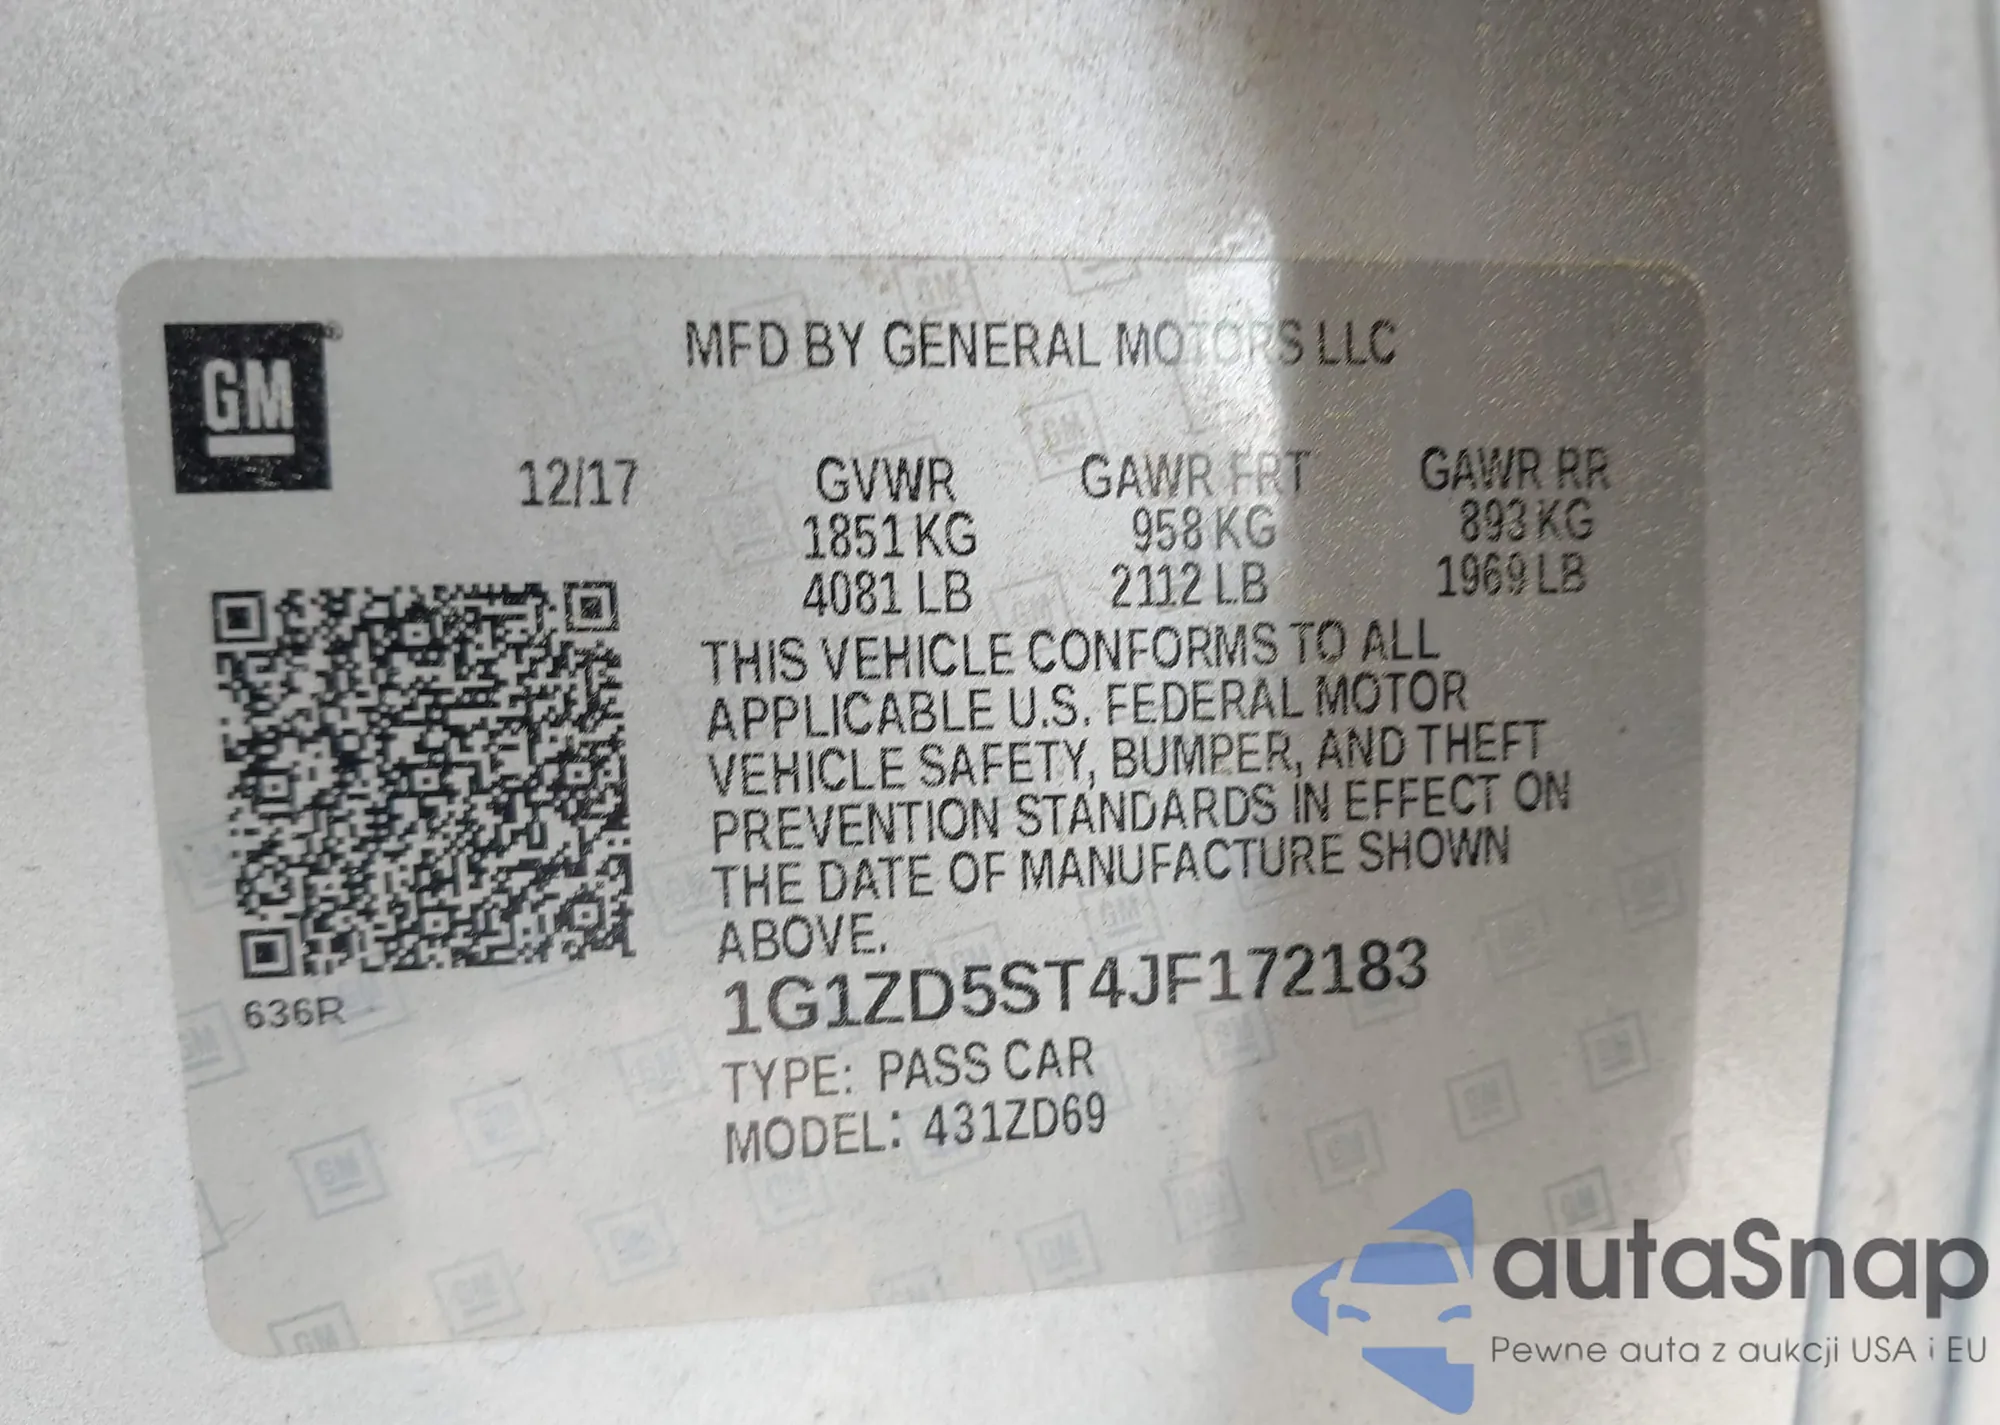 GM
MFD BY GENERAL MOTORS LLC
12/17 GVWR GAWR FRT GAWR RR
1851 KG 958 KG 893 KG
4081 LB 2112 LB 1969 LB
THIS VEHICLE CONFORMS TO ALL
APPLICABLE U.S. FEDERAL MOTOR
VEHICLE SAFETY, BUMPER, AND THEFT
PREVENTION STANDARDS IN EFFECT ON
THE DATE OF MANUFACTURE SHOWN
ABOVE.
636R
1G1ZD5ST4JF172183
TYPE: PASS CAR
MODEL: 431ZD69
autaSnap
Pewne auta z aukcji USA i EU